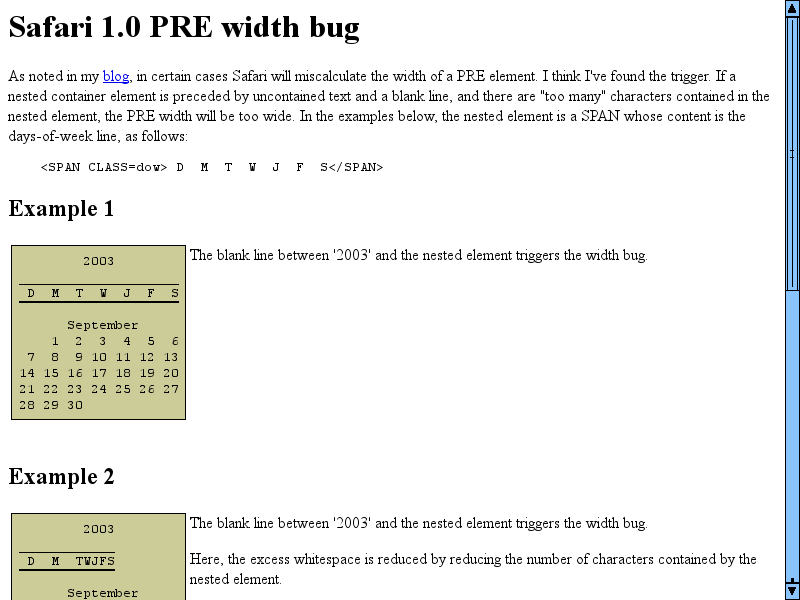 Safari 1.0 PRE width bug
As noted in my blog, in certain cases Safari will miscalculate the width of a PRE element. I think I've found the trigger. If a
nested container element is preceded by uncontained text and a blank line, and there are "too many" characters contained in the
nested element, the PRE width will be too wide. In the examples below, the nested element is a SPAN whose content is the
days-of-week line, as follows:
<SPAN CLASS=dow> D  M  T  W  J  F  S</SPAN>
Example 1
2003
The blank line between '2003' and the nested element triggers the width bug.
D  M  T  W  J  F  S
September
1  2  3  4  5  6
7  8  9 10 11 12 13
14 15 16 17 18 19 20
21 22 23 24 25 26 27
28 29 30
Example 2
2003
The blank line between '2003' and the nested element triggers the width bug.
D  M  TWJFS
Here, the excess whitespace is reduced by reducing the number of characters contained by the
nested element.
September